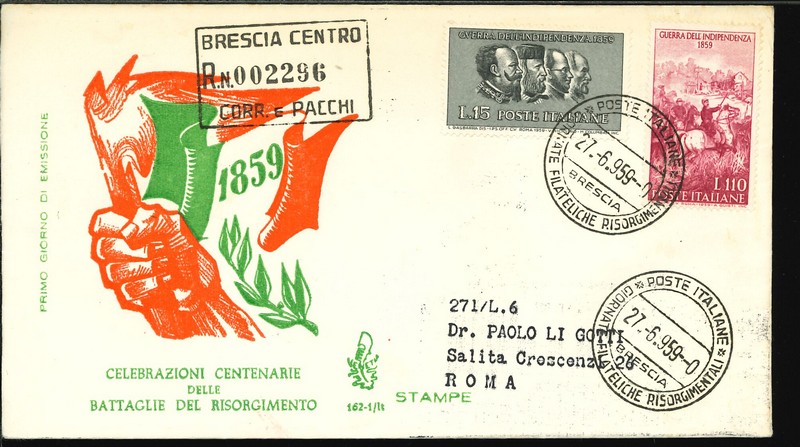 BRESCIA CENTRO
R.N. 002296
CORR. e PACCHI
GUERRA DELL'INDIPENDENZA 1859
L.15 POSTE ITALIANE
GUERRA DELL'INDIPENDENZA
1859
L.110
POSTE ITALIANE
POSTE ITALIANE
27.-6.959-0
BRESCIA
GIORNATE FILATELICHE RISORGIMENTALI
PRIMO GIORNO DI EMISSIONE
1859
271/L.6
Dr. PAOLO LI GOTTI
Salita Crescenzi 26
ROMA
POSTE ITALIANE
27.-6.959-0
BRESCIA
GIORNATE FILATELICHE RISORGIMENTALI
CELEBRAZIONI CENTENARIE
DELLE
BATTAGLIE DEL RISORGIMENTO
162-1/It
STAMPE